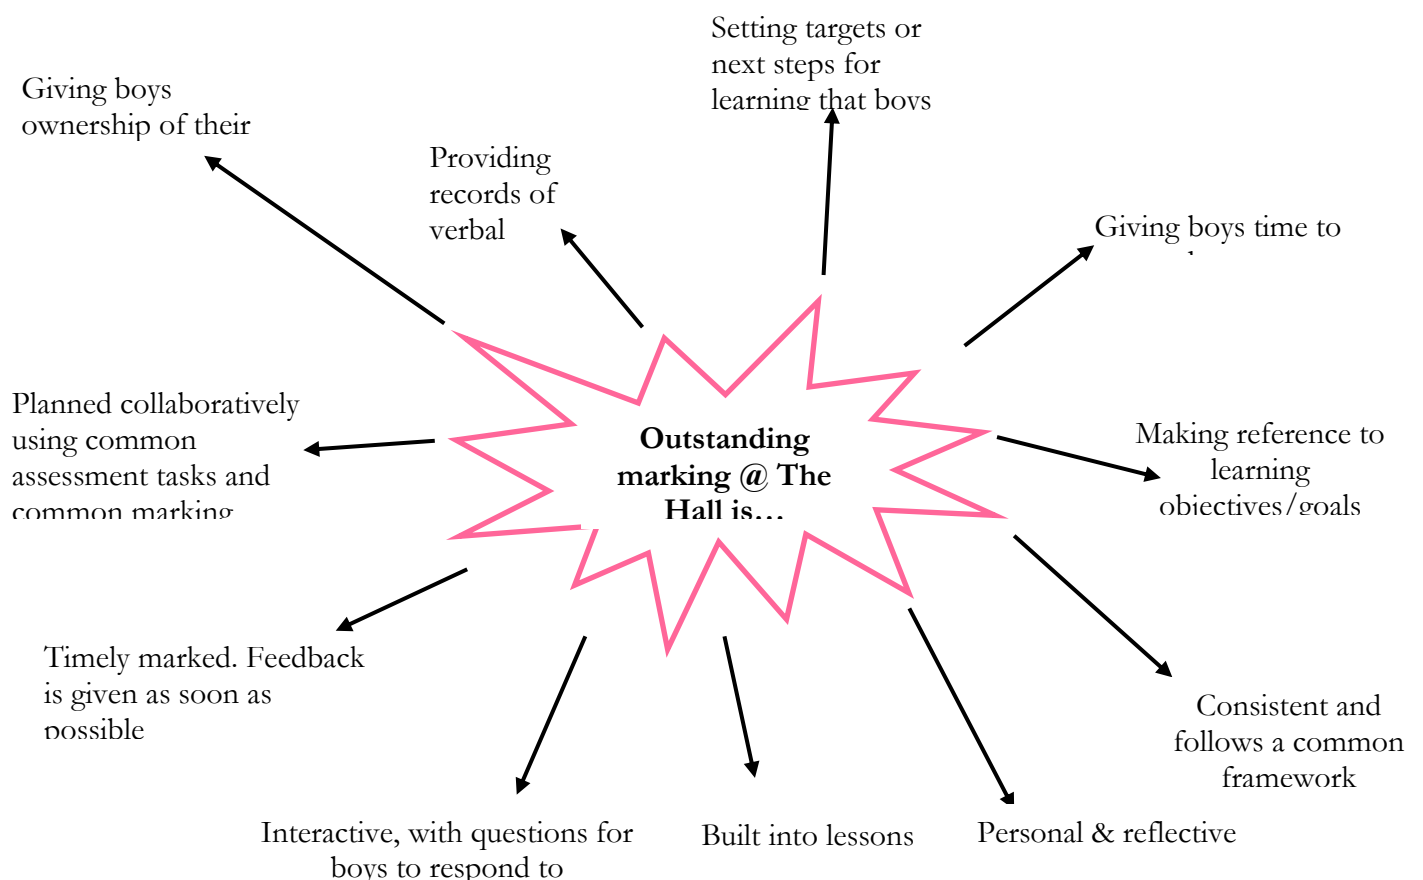 Setting targets or
next steps for
learning that boys
Giving boys
ownership of their
Providing
records of
verbal
Giving boys time to
Planned collaboratively
using common
assessment tasks and
common marking
Outstanding
marking @ The
Hall is…
Making reference to
learning
objectives/goals
Timely marked. Feedback
is given as soon as
possible
Consistent and
follows a common
framework
Interactive, with questions for
boys to respond to
Built into lessons
Personal & reflective